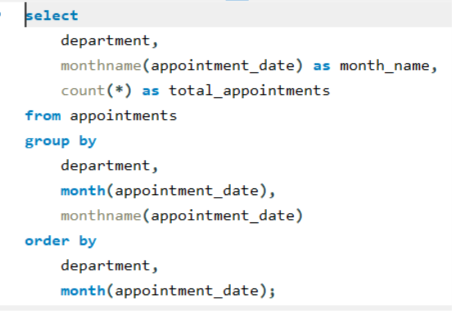 select
department,
monthname(appointment_date) as month_name,
count(*) as total_appointments
from appointments
group by
department,
month(appointment_date),
monthname(appointment_date)
order by
department,
month(appointment_date);